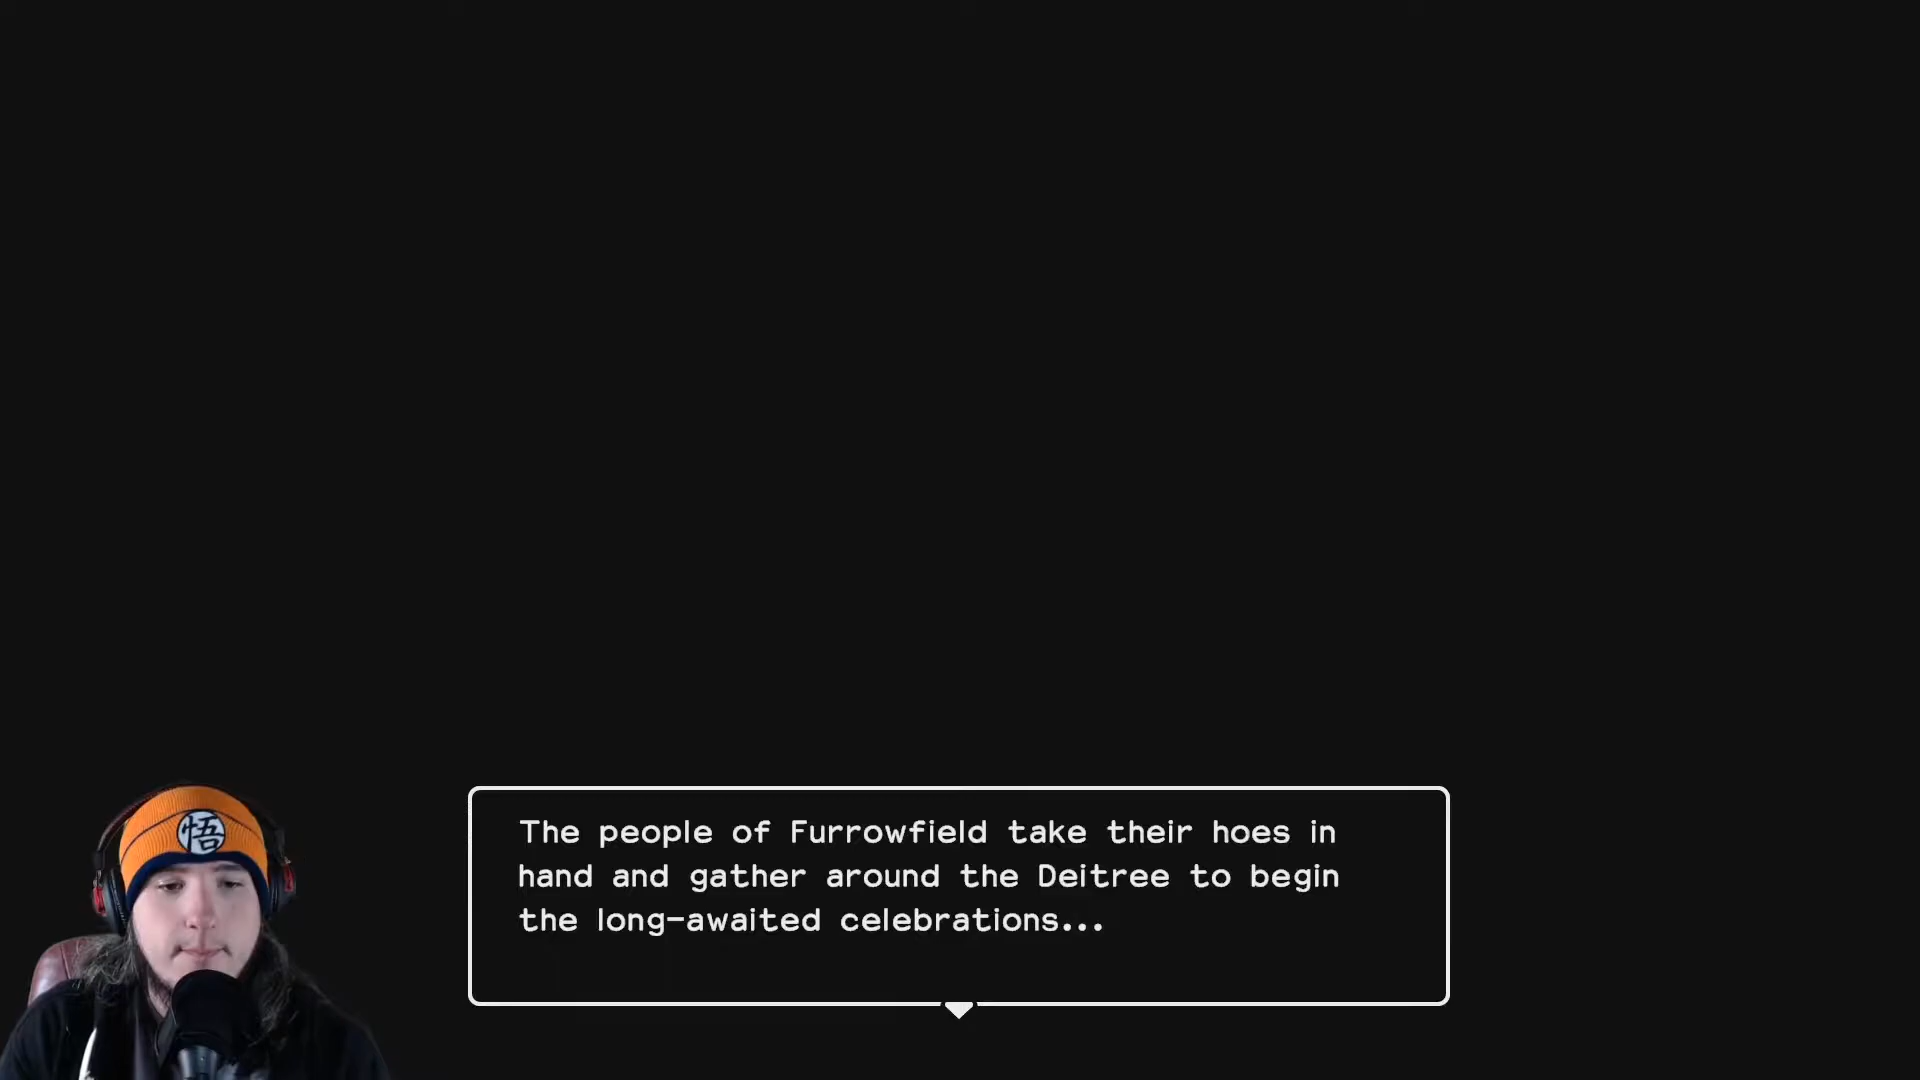 悟
The people of Furrowfield take their hoes in
hand and gather around the Deitree to begin
the long-awaited celebrations...